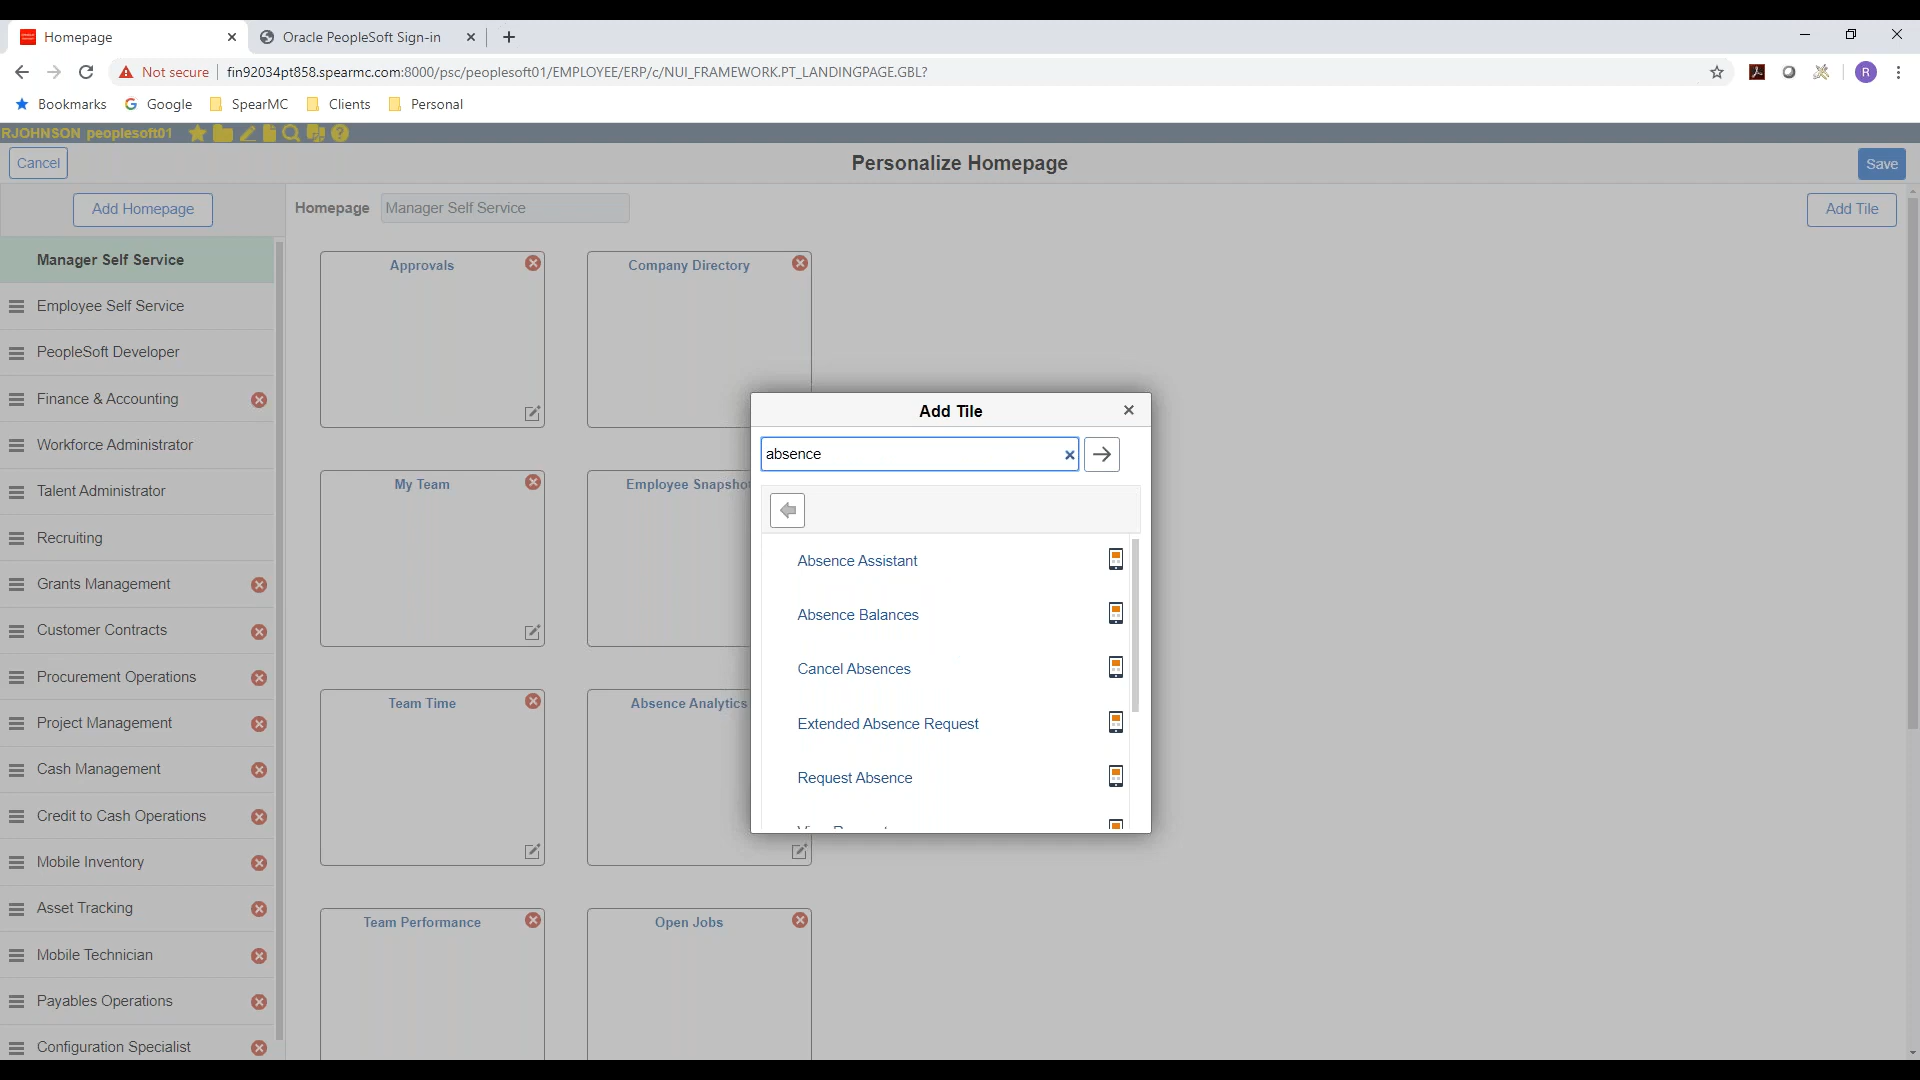 Homepage
Oracle PeopleSoft Sign-in
Not secure
fin92034pt858.spearmc.com:8000/psc/peoplesoft01/EMPLOYEE/ERP/c/NUI_FRAMEWORK.PT_LANDINGPAGE.GBL?
R
Bookmarks
Google
SpearMC
Clients
Personal
RJOHNSON peoplesoft01
Cancel
Personalize Homepage
Save
Add Homepage
Homepage
Manager Self Service
Add Tile
Manager Self Service
Employee Self Service
PeopleSoft Developer
Finance & Accounting
Workforce Administrator
Talent Administrator
Recruiting
Grants Management
Customer Contracts
Procurement Operations
Project Management
Cash Management
Credit to Cash Operations
Mobile Inventory
Asset Tracking
Mobile Technician
Payables Operations
Configuration Specialist
Approvals
Company Directory
My Team
Employee Snapsho
Team Time
Absence Analytics
Team Performance
Open Jobs
Add Tile
absence
Absence Assistant
Absence Balances
Cancel Absences
Extended Absence Request
Request Absence